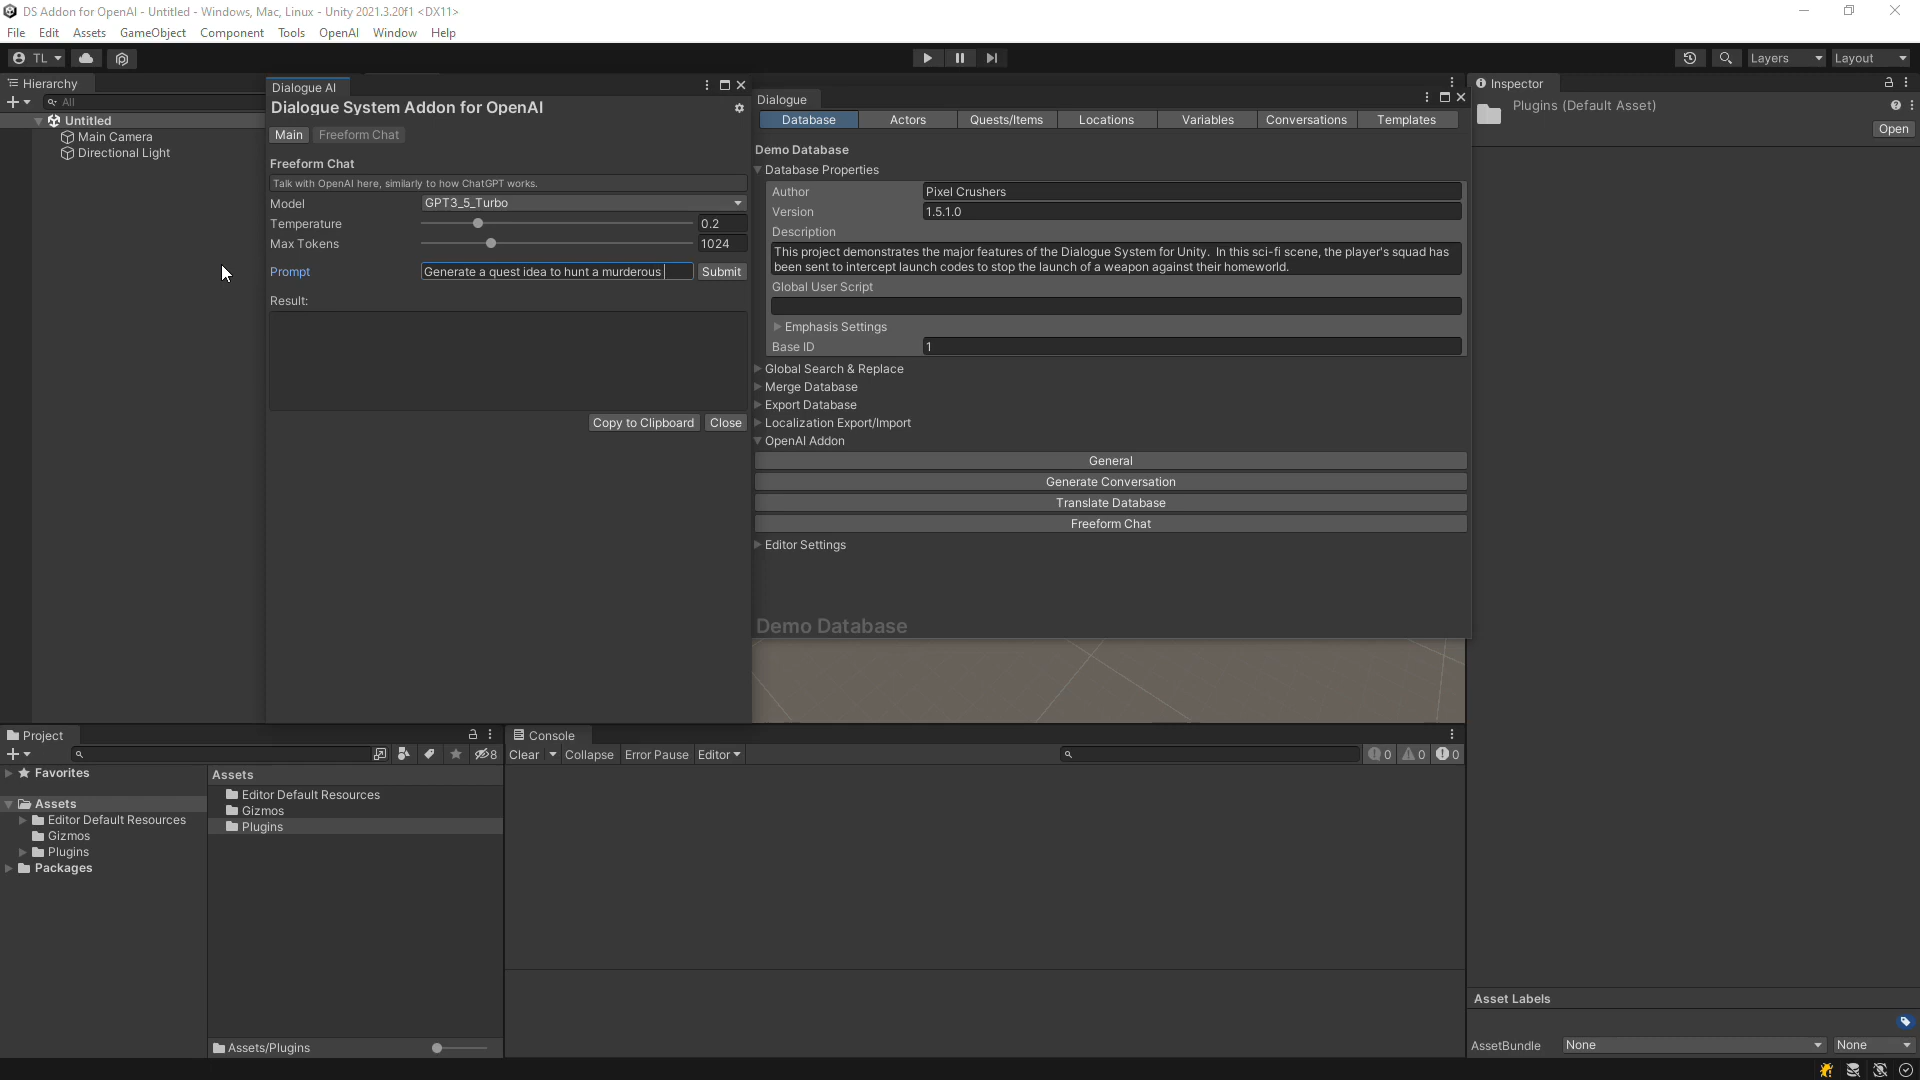 DS Addon for OpenAI - Untitled - Windows, Mac, Linux - Unity 2021.3.20f1 <DX11>
File Edit Assets GameObject Component Tools OpenAI Window Help
TL Layers Layout
Hierarchy
All
Untitled
Main Camera
Directional Light
Dialogue AI
Dialogue System Addon for OpenAI
Main Freeform Chat
Freeform Chat
Talk with OpenAI here, similarly to how ChatGPT works.
Model GPT3_5_Turbo
Temperature 0.2
Max Tokens 1024
Prompt Generate a quest idea to hunt a murderous Submit
Result:
Copy to Clipboard Close
Dialogue
Database Actors Quests/Items Locations Variables Conversations Templates
Demo Database
Database Properties
Author Pixel Crushers
Version 1.5.1.0
Description
This project demonstrates the major features of the Dialogue System for Unity. In this sci-fi scene, the player's squad has
been sent to intercept launch codes to stop the launch of a weapon against their homeworld.
Global User Script
Emphasis Settings
Base ID 1
Global Search & Replace
Merge Database
Export Database
Localization Export/Import
OpenAI Addon
General
Generate Conversation
Translate Database
Freeform Chat
Editor Settings
Demo Database
Inspector
Plugins (Default Asset)
Open
Project
8
Favorites
Assets
Editor Default Resources
Gizmos
Plugins
Packages
Assets
Editor Default Resources
Gizmos
Plugins
Assets/Plugins
Console
Clear Collapse Error Pause Editor 0 0 0
Asset Labels
AssetBundle None None